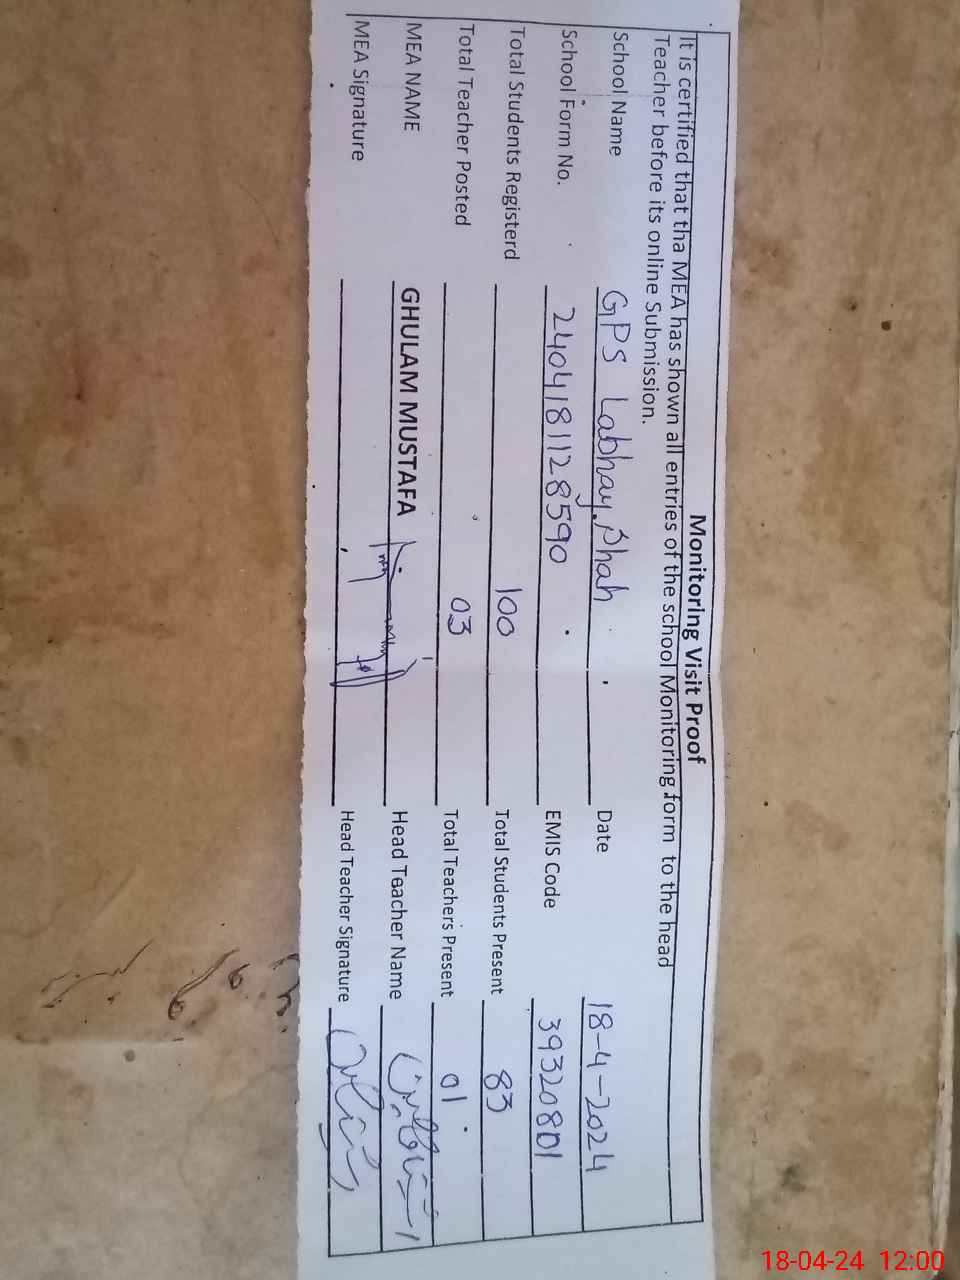 Monitoring Visit Proof
It is certified that tha MEA has shown all entries of the school Monitoring form to the head
Teacher before its online Submission.
School Name GPS Labhay Shah Date 18-4-2024
School Form No. 2404181128590 EMIS Code 39320801
Total Students Registerd 100 Total Students Present 83
Total Teacher Posted 03 Total Teachers Present 01
MEA NAME GHULAM MUSTAFA Head Teacher Name
MEA Signature Head Teacher Signature
18-04-24 12:00